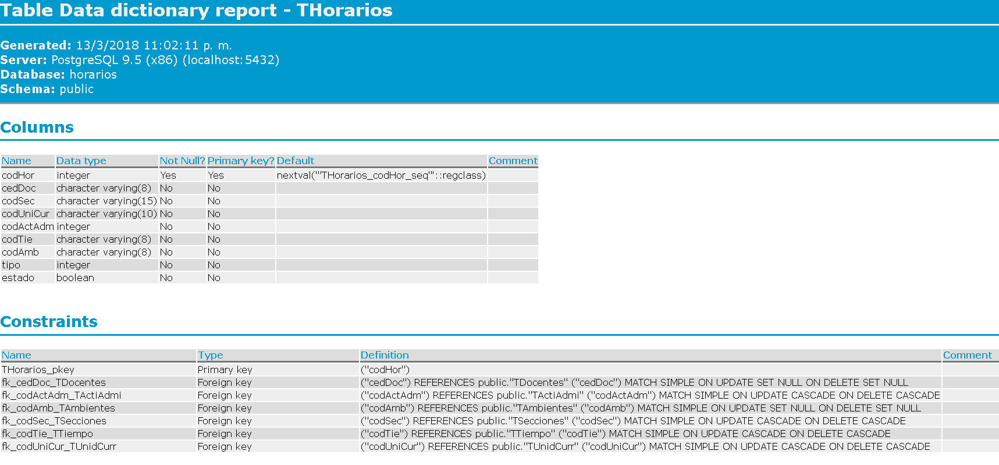 Table Data dictionary report - THorarios
Generated: 13/3/2018 11:02:11 p. m.
Server: PostgreSQL 9.5 (x86) (localhost:5432)
Database: horarios
Schema: public
Columns
Name Data type Not Null? Primary key? Default Comment
codHor integer Yes Yes nextval('"THorarios_codHor_seq"'::regclass)
cedDoc character varying(8) No No
codSec character varying(15) No No
codUniCur character varying(10) No No
codActAdm integer No No
codTie character varying(8) No No
codAmb character varying(8) No No
tipo integer No No
estado boolean No No
Constraints
Name Type Definition Comment
THorarios_pkey Primary key ("codHor")
fk_cedDoc_TDocentes Foreign key ("cedDoc") REFERENCES public."TDocentes" ("cedDoc") MATCH SIMPLE ON UPDATE SET NULL ON DELETE SET NULL
fk_codActAdm_TActiAdmi Foreign key ("codActAdm") REFERENCES public."TActiAdmi" ("codActAdm") MATCH SIMPLE ON UPDATE CASCADE ON DELETE CASCADE
fk_codAmb_TAmbientes Foreign key ("codAmb") REFERENCES public."TAmbientes" ("codAmb") MATCH SIMPLE ON UPDATE SET NULL ON DELETE SET NULL
fk_codSec_TSecciones Foreign key ("codSec") REFERENCES public."TSecciones" ("codSec") MATCH SIMPLE ON UPDATE CASCADE ON DELETE CASCADE
fk_codTie_TTiempo Foreign key ("codTie") REFERENCES public."TTiempo" ("codTie") MATCH SIMPLE ON UPDATE CASCADE ON DELETE CASCADE
fk_codUniCur_TUnidCurr Foreign key ("codUniCur") REFERENCES public."TUnidCurr" ("codUniCur") MATCH SIMPLE ON UPDATE CASCADE ON DELETE CASCADE